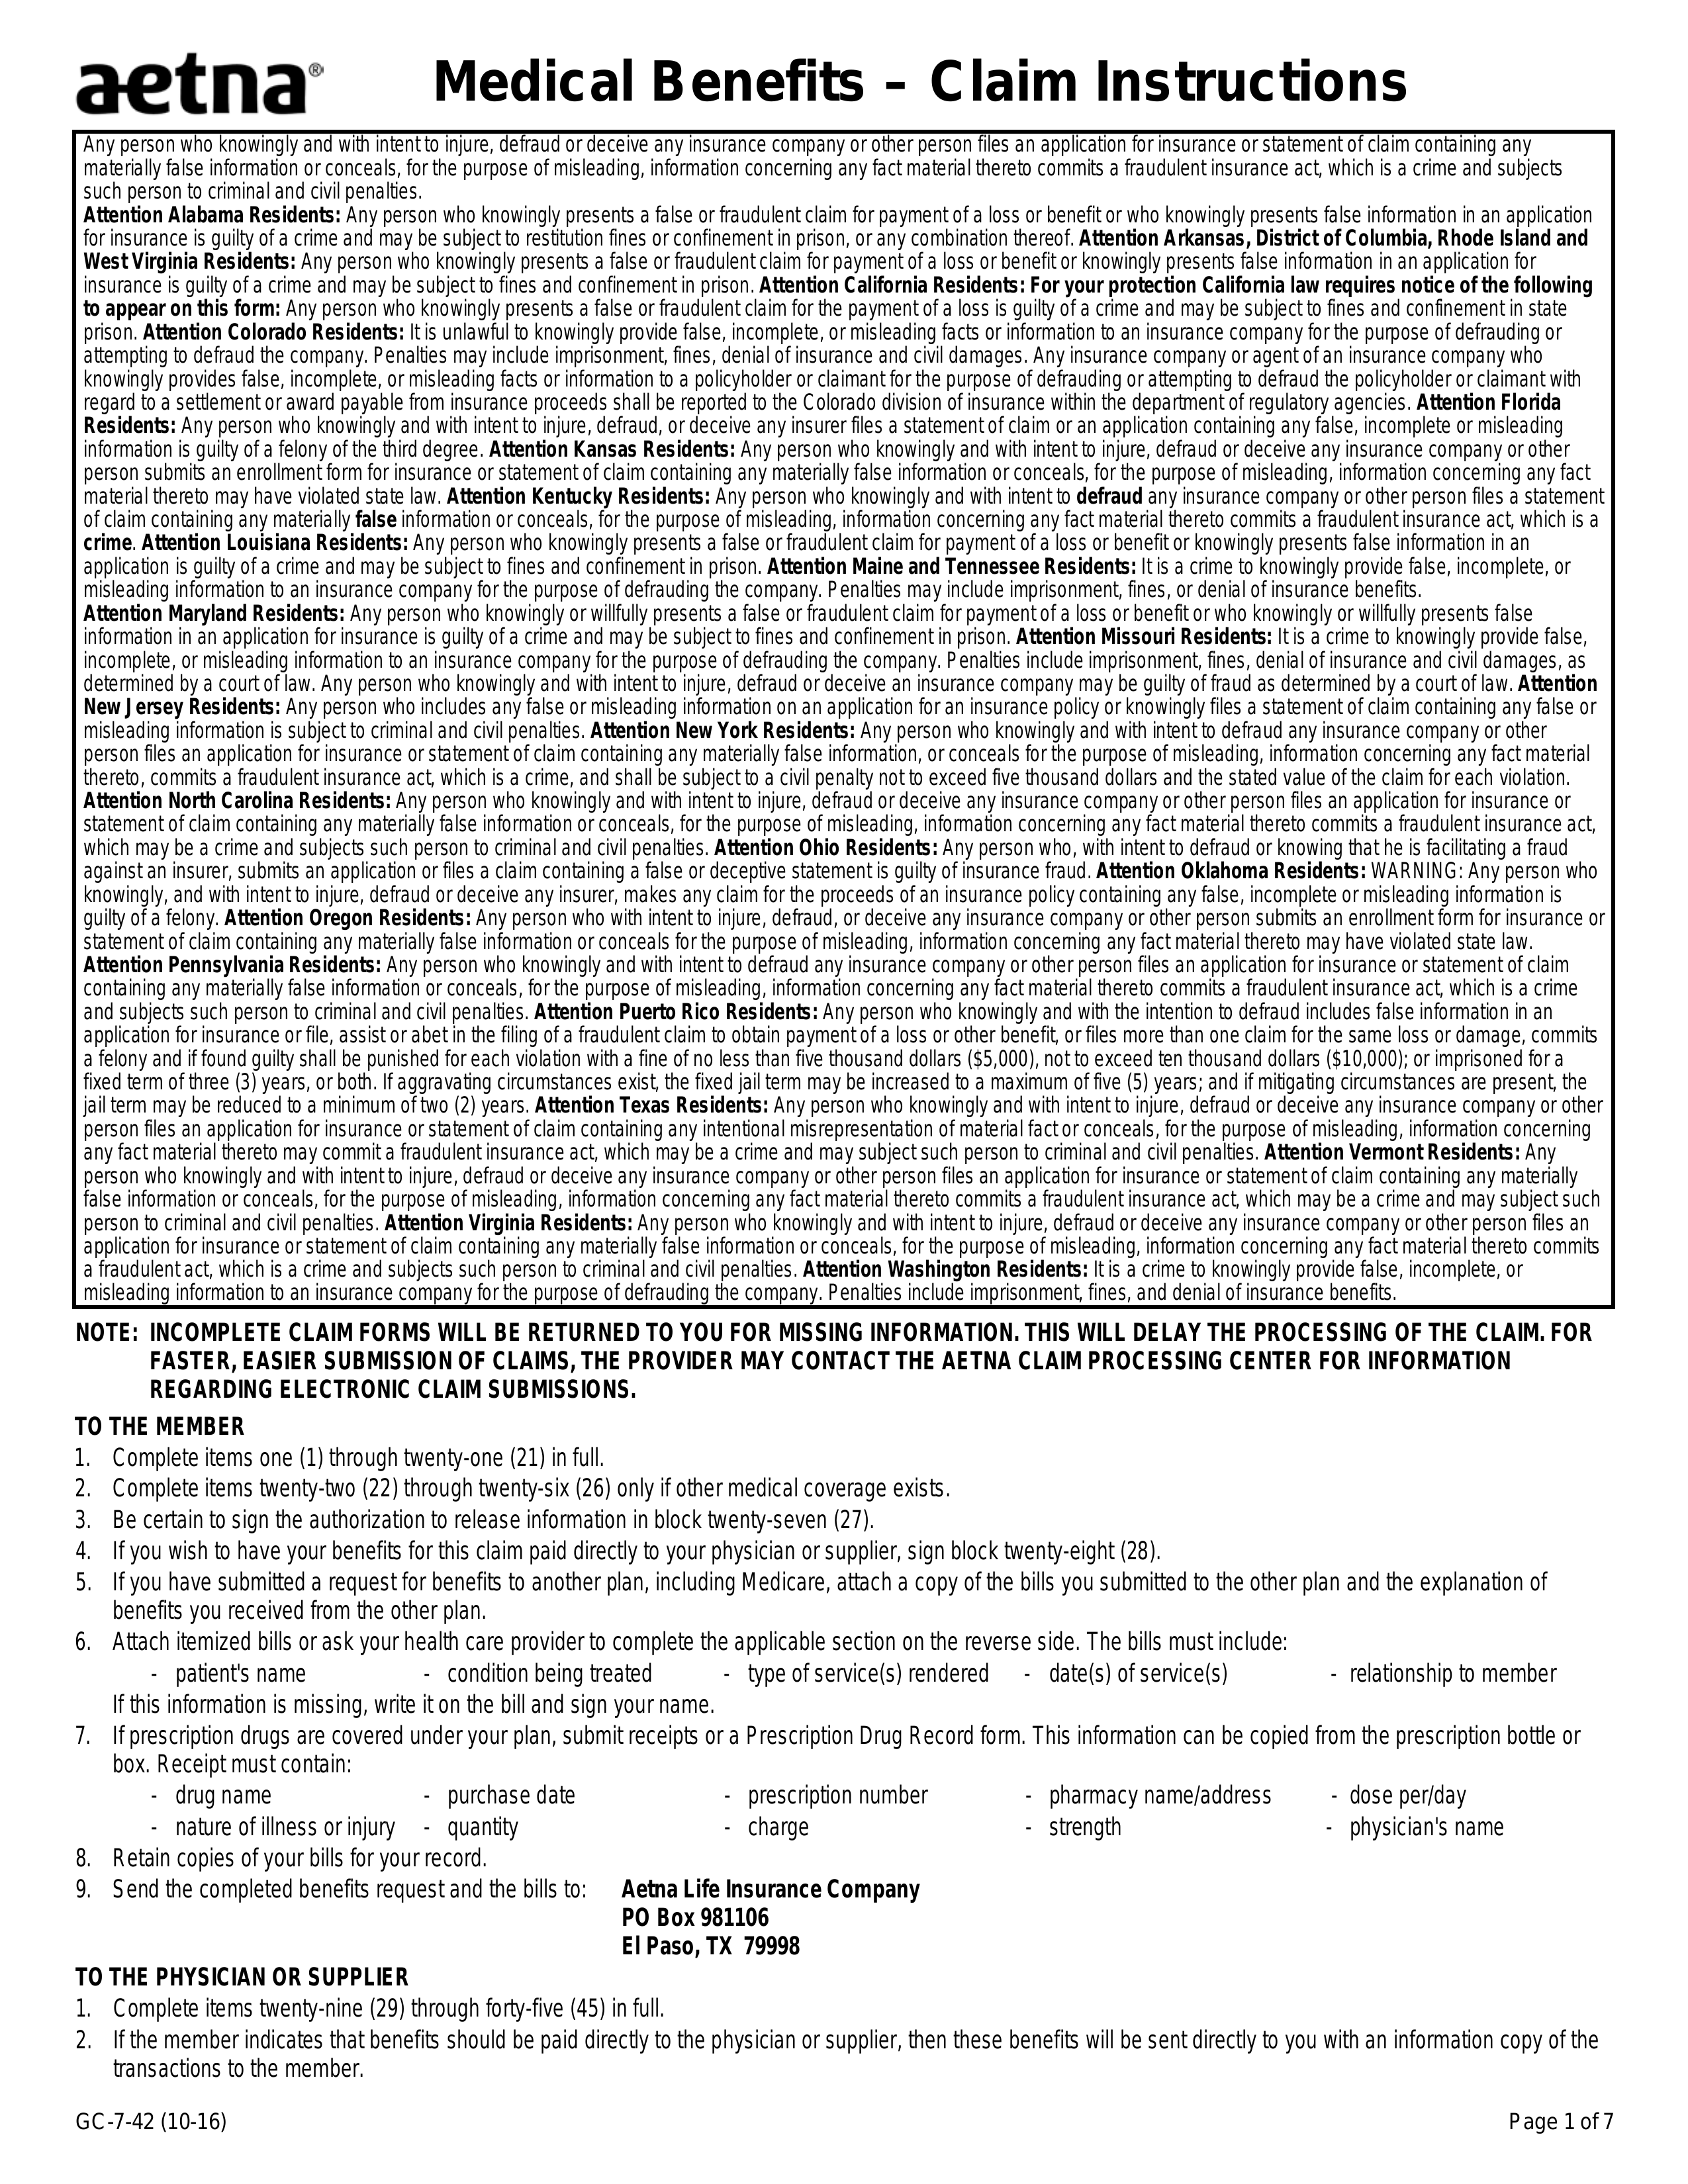 aetna® Medical Benefits – Claim Instructions
Any person who knowingly and with intent to injure, defraud or deceive any insurance company or other person files an application for insurance or statement of claim containing any
materially false information or conceals, for the purpose of misleading, information concerning any fact material thereto commits a fraudulent insurance act, which is a crime and subjects
such person to criminal and civil penalties.
Attention Alabama Residents: Any person who knowingly presents a false or fraudulent claim for payment of a loss or benefit or who knowingly presents false information in an application
for insurance is guilty of a crime and may be subject to restitution fines or confinement in prison, or any combination thereof. Attention Arkansas, District of Columbia, Rhode Island and
West Virginia Residents: Any person who knowingly presents a false or fraudulent claim for payment of a loss or benefit or knowingly presents false information in an application for
insurance is guilty of a crime and may be subject to fines and confinement in prison. Attention California Residents: For your protection California law requires notice of the following
to appear on this form: Any person who knowingly presents a false or fraudulent claim for the payment of a loss is guilty of a crime and may be subject to fines and confinement in state
prison. Attention Colorado Residents: It is unlawful to knowingly provide false, incomplete, or misleading facts or information to an insurance company for the purpose of defrauding or
attempting to defraud the company. Penalties may include imprisonment, fines, denial of insurance and civil damages. Any insurance company or agent of an insurance company who
knowingly provides false, incomplete, or misleading facts or information to a policyholder or claimant for the purpose of defrauding or attempting to defraud the policyholder or claimant with
regard to a settlement or award payable from insurance proceeds shall be reported to the Colorado division of insurance within the department of regulatory agencies. Attention Florida
Residents: Any person who knowingly and with intent to injure, defraud, or deceive any insurer files a statement of claim or an application containing any false, incomplete or misleading
information is guilty of a felony of the third degree. Attention Kansas Residents: Any person who knowingly and with intent to injure, defraud or deceive any insurance company or other
person submits an enrollment form for insurance or statement of claim containing any materially false information or conceals, for the purpose of misleading, information concerning any fact
material thereto may have violated state law. Attention Kentucky Residents: Any person who knowingly and with intent to defraud any insurance company or other person files a statement
of claim containing any materially false information or conceals, for the purpose of misleading, information concerning any fact material thereto commits a fraudulent insurance act, which is a
crime. Attention Louisiana Residents: Any person who knowingly presents a false or fraudulent claim for payment of a loss or benefit or knowingly presents false information in an
application is guilty of a crime and may be subject to fines and confinement in prison. Attention Maine and Tennessee Residents: It is a crime to knowingly provide false, incomplete, or
misleading information to an insurance company for the purpose of defrauding the company. Penalties may include imprisonment, fines, or denial of insurance benefits.
Attention Maryland Residents: Any person who knowingly or willfully presents a false or fraudulent claim for payment of a loss or benefit or who knowingly or willfully presents false
information in an application for insurance is guilty of a crime and may be subject to fines and confinement in prison. Attention Missouri Residents: It is a crime to knowingly provide false,
incomplete, or misleading information to an insurance company for the purpose of defrauding the company. Penalties include imprisonment, fines, denial of insurance and civil damages, as
determined by a court of law. Any person who knowingly and with intent to injure, defraud or deceive an insurance company may be guilty of fraud as determined by a court of law. Attention
New Jersey Residents: Any person who includes any false or misleading information on an application for an insurance policy or knowingly files a statement of claim containing any false or
misleading information is subject to criminal and civil penalties. Attention New York Residents: Any person who knowingly and with intent to defraud any insurance company or other
person files an application for insurance or statement of claim containing any materially false information, or conceals for the purpose of misleading, information concerning any fact material
thereto, commits a fraudulent insurance act, which is a crime, and shall be subject to a civil penalty not to exceed five thousand dollars and the stated value of the claim for each violation.
Attention North Carolina Residents: Any person who knowingly and with intent to injure, defraud or deceive any insurance company or other person files an application for insurance or
statement of claim containing any materially false information or conceals, for the purpose of misleading, information concerning any fact material thereto commits a fraudulent insurance act,
which may be a crime and subjects such person to criminal and civil penalties. Attention Ohio Residents: Any person who, with intent to defraud or knowing that he is facilitating a fraud
against an insurer, submits an application or files a claim containing a false or deceptive statement is guilty of insurance fraud. Attention Oklahoma Residents: WARNING: Any person who
knowingly, and with intent to injure, defraud or deceive any insurer, makes any claim for the proceeds of an insurance policy containing any false, incomplete or misleading information is
guilty of a felony. Attention Oregon Residents: Any person who with intent to injure, defraud, or deceive any insurance company or other person submits an enrollment form for insurance or
statement of claim containing any materially false information or conceals for the purpose of misleading, information concerning any fact material thereto may have violated state law.
Attention Pennsylvania Residents: Any person who knowingly and with intent to defraud any insurance company or other person files an application for insurance or statement of claim
containing any materially false information or conceals, for the purpose of misleading, information concerning any fact material thereto commits a fraudulent insurance act, which is a crime
and subjects such person to criminal and civil penalties. Attention Puerto Rico Residents: Any person who knowingly and with the intention to defraud includes false information in an
application for insurance or file, assist or abet in the filing of a fraudulent claim to obtain payment of a loss or other benefit, or files more than one claim for the same loss or damage, commits
a felony and if found guilty shall be punished for each violation with a fine of no less than five thousand dollars ($5,000), not to exceed ten thousand dollars ($10,000); or imprisoned for a
fixed term of three (3) years, or both. If aggravating circumstances exist, the fixed jail term may be increased to a maximum of five (5) years; and if mitigating circumstances are present, the
jail term may be reduced to a minimum of two (2) years. Attention Texas Residents: Any person who knowingly and with intent to injure, defraud or deceive any insurance company or other
person files an application for insurance or statement of claim containing any intentional misrepresentation of material fact or conceals, for the purpose of misleading, information concerning
any fact material thereto may commit a fraudulent insurance act, which may be a crime and may subject such person to criminal and civil penalties. Attention Vermont Residents: Any
person who knowingly and with intent to injure, defraud or deceive any insurance company or other person files an application for insurance or statement of claim containing any materially
false information or conceals, for the purpose of misleading, information concerning any fact material thereto commits a fraudulent insurance act, which may be a crime and may subject such
person to criminal and civil penalties. Attention Virginia Residents: Any person who knowingly and with intent to injure, defraud or deceive any insurance company or other person files an
application for insurance or statement of claim containing any materially false information or conceals, for the purpose of misleading, information concerning any fact material thereto commits
a fraudulent act, which is a crime and subjects such person to criminal and civil penalties. Attention Washington Residents: It is a crime to knowingly provide false, incomplete, or
misleading information to an insurance company for the purpose of defrauding the company. Penalties include imprisonment, fines, and denial of insurance benefits.
NOTE: INCOMPLETE CLAIM FORMS WILL BE RETURNED TO YOU FOR MISSING INFORMATION. THIS WILL DELAY THE PROCESSING OF THE CLAIM. FOR
FASTER, EASIER SUBMISSION OF CLAIMS, THE PROVIDER MAY CONTACT THE AETNA CLAIM PROCESSING CENTER FOR INFORMATION
REGARDING ELECTRONIC CLAIM SUBMISSIONS.
TO THE MEMBER
1. Complete items one (1) through twenty-one (21) in full.
2. Complete items twenty-two (22) through twenty-six (26) only if other medical coverage exists.
3. Be certain to sign the authorization to release information in block twenty-seven (27).
4. If you wish to have your benefits for this claim paid directly to your physician or supplier, sign block twenty-eight (28).
5. If you have submitted a request for benefits to another plan, including Medicare, attach a copy of the bills you submitted to the other plan and the explanation of
benefits you received from the other plan.
6. Attach itemized bills or ask your health care provider to complete the applicable section on the reverse side. The bills must include:
- patient's name - condition being treated - type of service(s) rendered - date(s) of service(s) - relationship to member
If this information is missing, write it on the bill and sign your name.
7. If prescription drugs are covered under your plan, submit receipts or a Prescription Drug Record form. This information can be copied from the prescription bottle or
box. Receipt must contain:
- drug name - purchase date - prescription number - pharmacy name/address - dose per/day
- nature of illness or injury - quantity - charge - strength - physician's name
8. Retain copies of your bills for your record.
9. Send the completed benefits request and the bills to: Aetna Life Insurance Company
PO Box 981106
El Paso, TX 79998
TO THE PHYSICIAN OR SUPPLIER
1. Complete items twenty-nine (29) through forty-five (45) in full.
2. If the member indicates that benefits should be paid directly to the physician or supplier, then these benefits will be sent directly to you with an information copy of the
transactions to the member.
GC-7-42 (10-16) Page 1 of 7